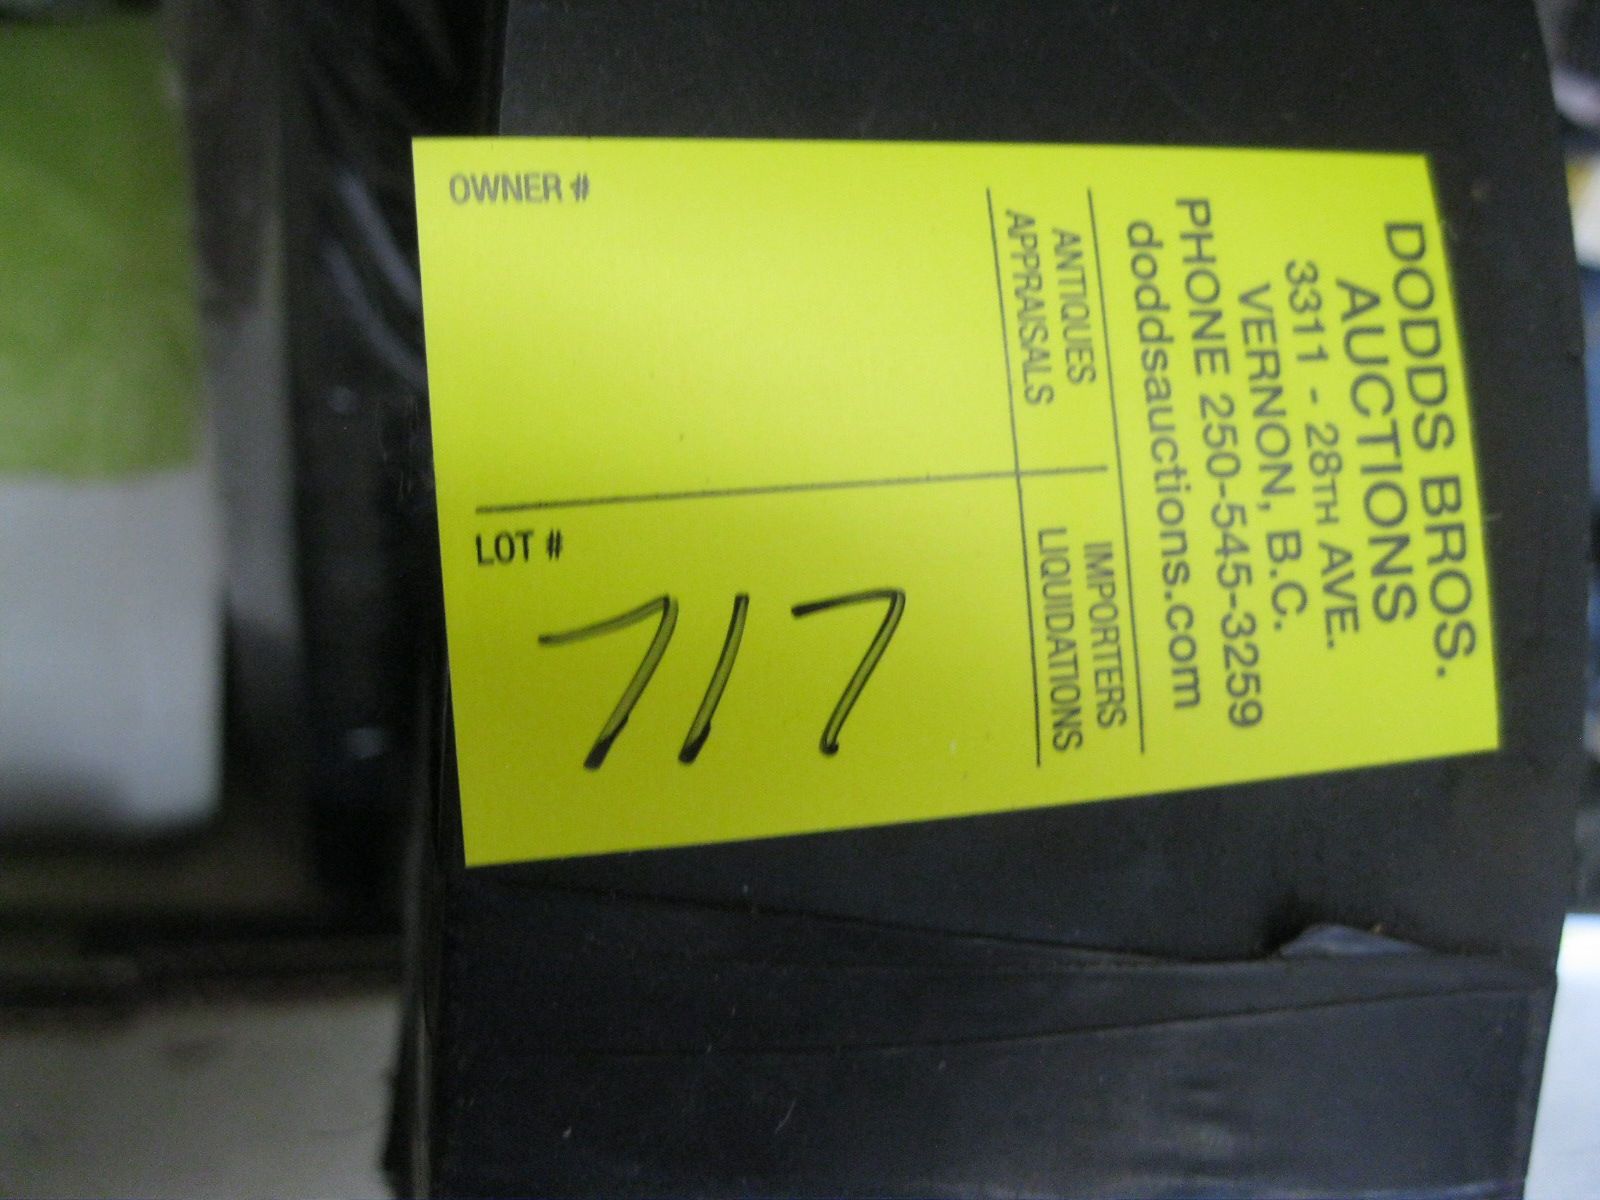 DODDS BROS.
AUCTIONS
3311 - 28TH AVE.
VERNON, B.C.
PHONE 250-545-3259
doddsauctions.com
ANTIQUES IMPORTERS
APPRAISALS LIQUIDATIONS
OWNER #
LOT #
717